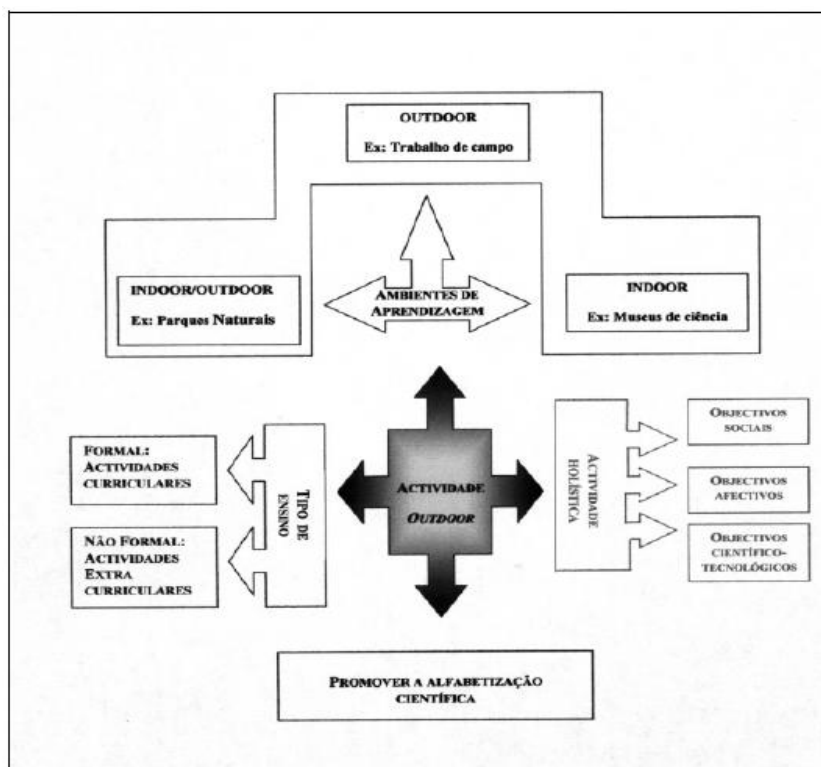 OUTDOOR
Ex: Trabalho de campo
INDOOR/OUTDOOR
Ex: Parques Naturais
AMBIENTES DE
APRENDIZAGEM
INDOOR
Ex: Museus de ciência
FORMAL:
ACTIVIDADES
CURRICULARES
NÃO FORMAL:
ACTIVIDADES
EXTRA
CURRICULARES
TIPO DE
ENSINO
ACTIVIDADE
OUTDOOR
ACTIVIDADE
HOLÍSTICA
OBJECTIVOS
SOCIAIS
OBJECTIVOS
AFECTIVOS
OBJECTIVOS
CIENTÍFICO-
TECNOLÓGICOS
PROMOVER A ALFABETIZAÇÃO
CIENTÍFICA